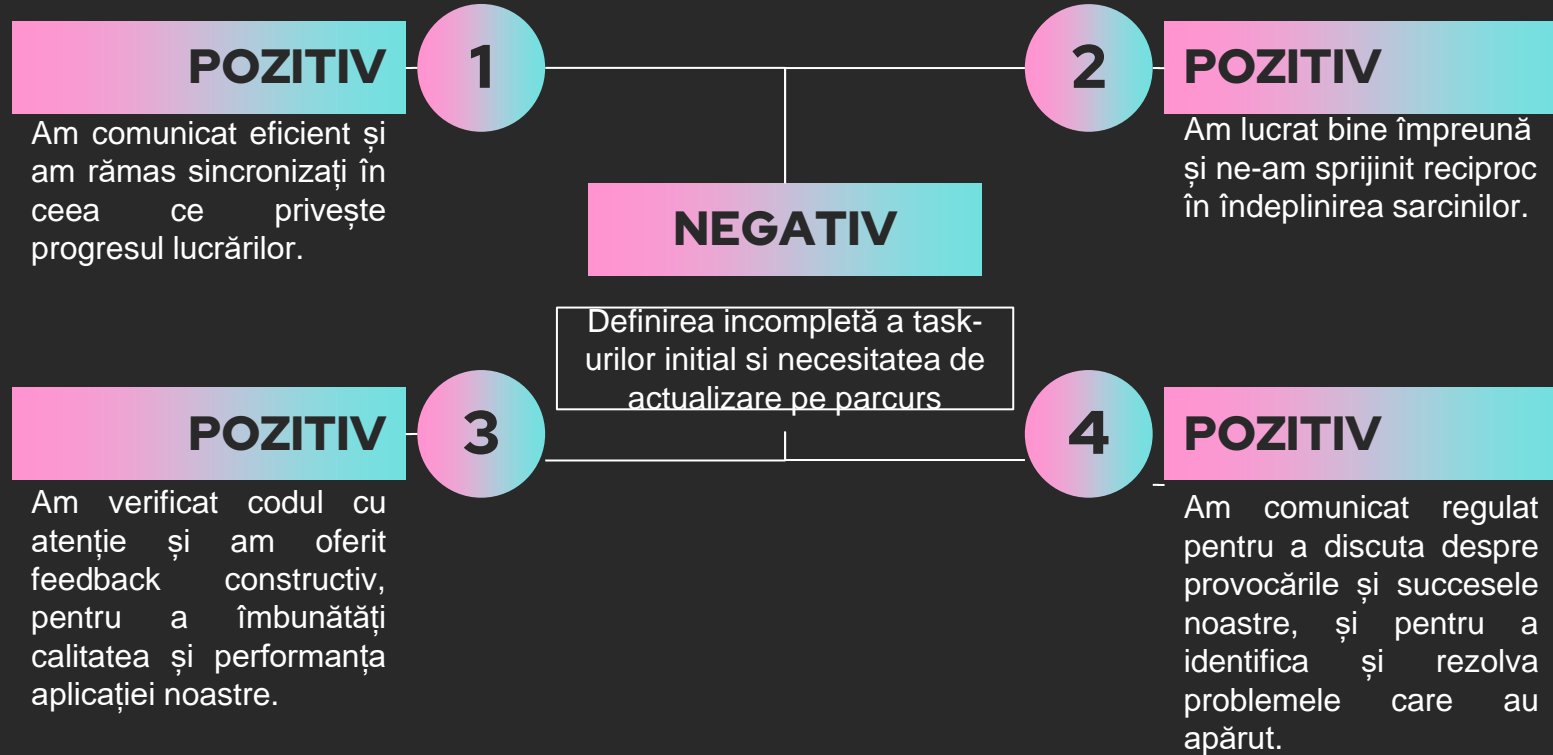 POZITIV
1
Am comunicat eficient și
am rămas sincronizați în
ceea ce privește
progresul lucrărilor.
2
POZITIV
Am lucrat bine împreună
și ne-am sprijinit reciproc
în îndeplinirea sarcinilor.
NEGATIV
Definirea incompletă a task-
urilor initial si necesitatea de
actualizare pe parcurs
POZITIV
3
Am verificat codul cu
atenție și am oferit
feedback constructiv,
pentru a îmbunătăți
calitatea și performanța
aplicației noastre.
4
POZITIV
Am comunicat regulat
pentru a discuta despre
provocările și succesele
noastre, și pentru a
identifica și rezolva
problemele care au
apărut.